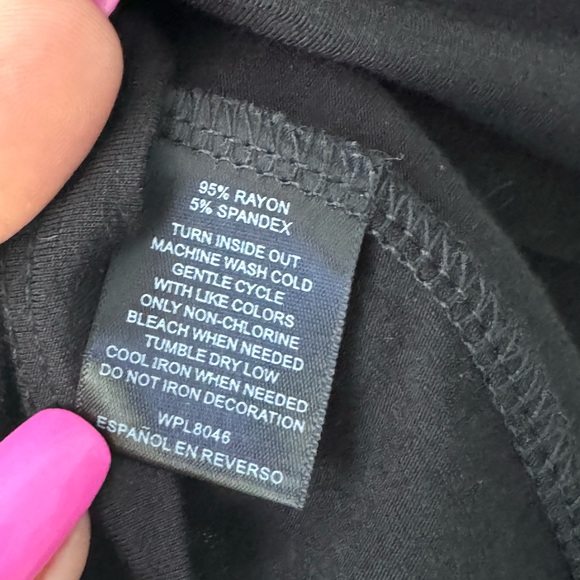 95% RAYON
5% SPANDEX
TURN INSIDE OUT
MACHINE WASH COLD
GENTLE CYCLE
WITH LIKE COLORS
ONLY NON-CHLORINE
BLEACH WHEN NEEDED
TUMBLE DRY LOW
COOL IRON WHEN NEEDED
DO NOT IRON DECORATION
WPL8046
ESPAÑOL EN REVERSO